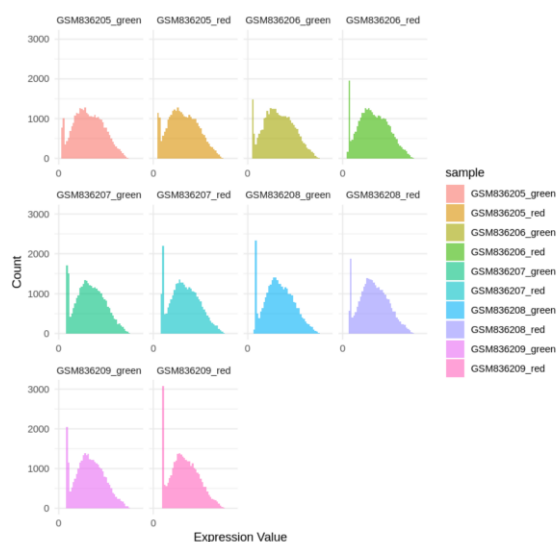 GSM836205_green GSM836205_red GSM836206_green GSM836206_red
3000
2000
1000
0
0 0 0 0
GSM836207_green GSM836207_red GSM836208_green GSM836208_red
3000
2000
1000
0
0 0 0 0
GSM836209_green GSM836209_red
3000
2000
1000
0
0 0
Count
Expression Value
sample
GSM836205_green
GSM836205_red
GSM836206_green
GSM836206_red
GSM836207_green
GSM836207_red
GSM836208_green
GSM836208_red
GSM836209_green
GSM836209_red